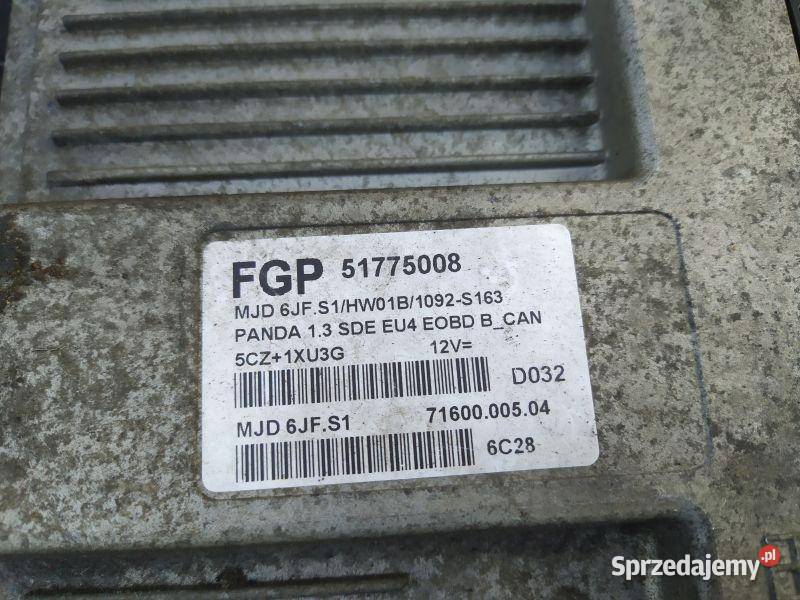 FGP 51775008
MJD 6JF.S1/HW01B/1092-S163
PANDA 1.3 SDE EU4 EOBD B_CAN
5CZ+1XU3G 12V=
D032
MJD 6JF.S1 71600.005.04
6C28
Sprzedajemy.pl